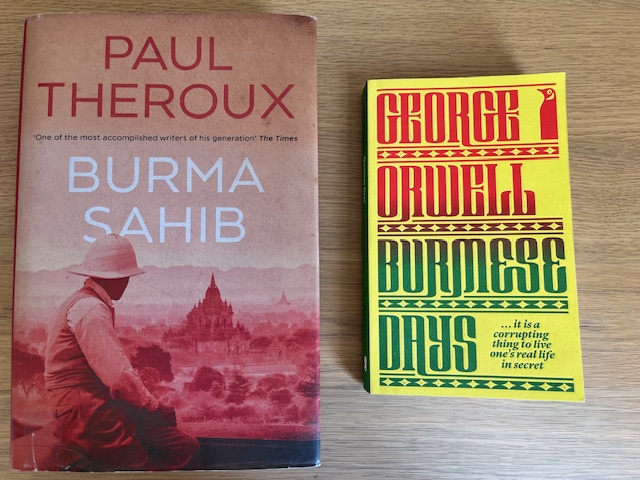 PAUL
THEROUX
'One of the most accomplished writers of his generation' The Times
BURMA
SAHIB
GEORGE
ORWELL
BURMESE
DAYS
... it is a
corrupting
thing to live
one's real life
in secret